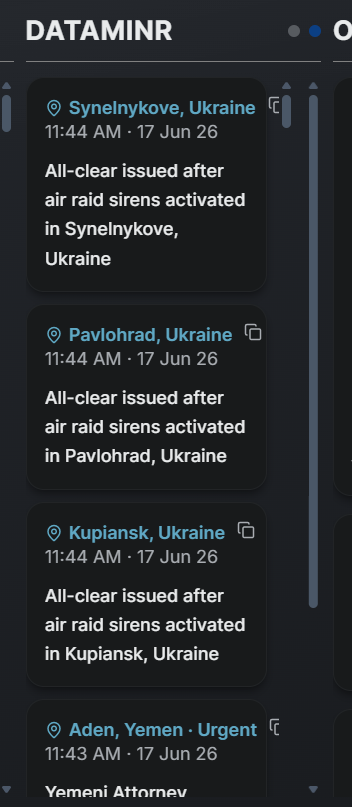 DATAMINR
Synelnykove, Ukraine
11:44 AM · 17 Jun 26
All-clear issued after
air raid sirens activated
in Synelnykove,
Ukraine
Pavlohrad, Ukraine
11:44 AM · 17 Jun 26
All-clear issued after
air raid sirens activated
in Pavlohrad, Ukraine
Kupiansk, Ukraine
11:44 AM · 17 Jun 26
All-clear issued after
air raid sirens activated
in Kupiansk, Ukraine
Aden, Yemen · Urgent
11:43 AM · 17 Jun 26
Yemeni Attorney